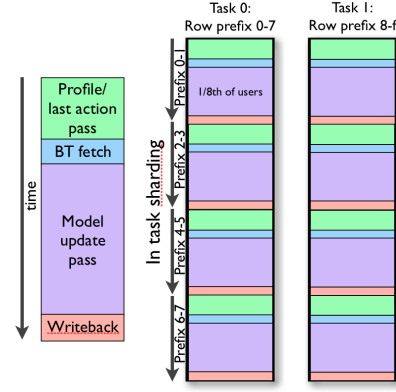 Task 0:
Row prefix 0-7
Task 1:
Row prefix 8-f
Profile/
last action
pass
BT fetch
Model
update
pass
Writeback
time
In task sharding
Prefix 0-1
Prefix 2-3
Prefix 4-5
Prefix 6-7
1/8th of users